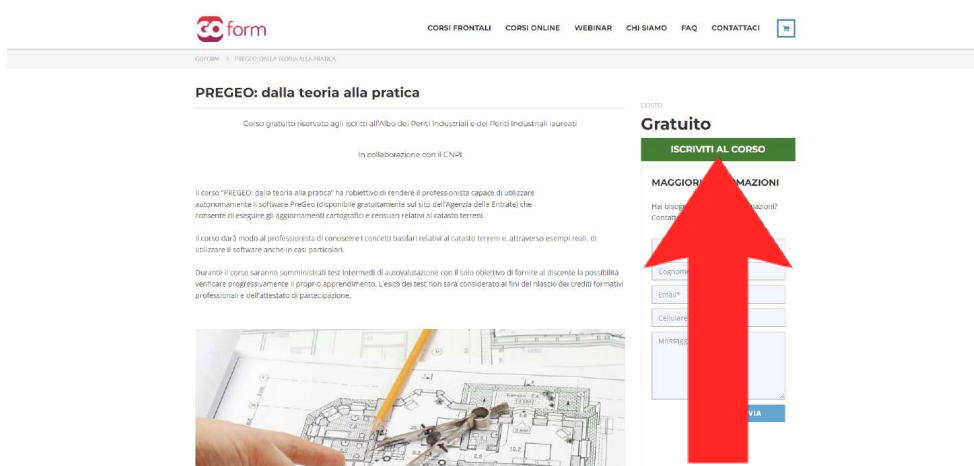 GO form
CORSI FRONTALI CORSI ONLINE WEBINAR CHI SIAMO FAQ CONTATTACI
GOFORM > PREGEO: DALLA TEORIA ALLA PRATICA
PREGEO: dalla teoria alla pratica
Corso gratuito riservato agli iscritti all'Albo dei Periti Industriali e dei Periti Industriali laureati
In collaborazione con il CNPI
Il corso "PREGEO: dalla teoria alla pratica" ha l'obiettivo di rendere il professionista capace di utilizzare
autonomamente il software PreGeo (disponibile gratuitamente sul sito dell'Agenzia delle Entrate) che
consente di eseguire gli aggiornamenti cartografici e censuari relativi al catasto terreni.
Il corso darà modo al professionista di conoscere i concetti basilari relativi al catasto terreni e, attraverso esempi reali, di
utilizzare il software anche in casi particolari.
Durante il corso saranno somministrati test intermedi di autovalutazione con il solo obiettivo di fornire al discente la possibilità
verificare progressivamente il proprio apprendimento. L'esito dei test non sarà considerato ai fini del rilascio dei crediti formativi
professionali e dell'attestato di partecipazione.
COSTO
Gratuito
ISCRIVITI AL CORSO
MAGGIORI
Hai
Cognome
Email*
Cellulare